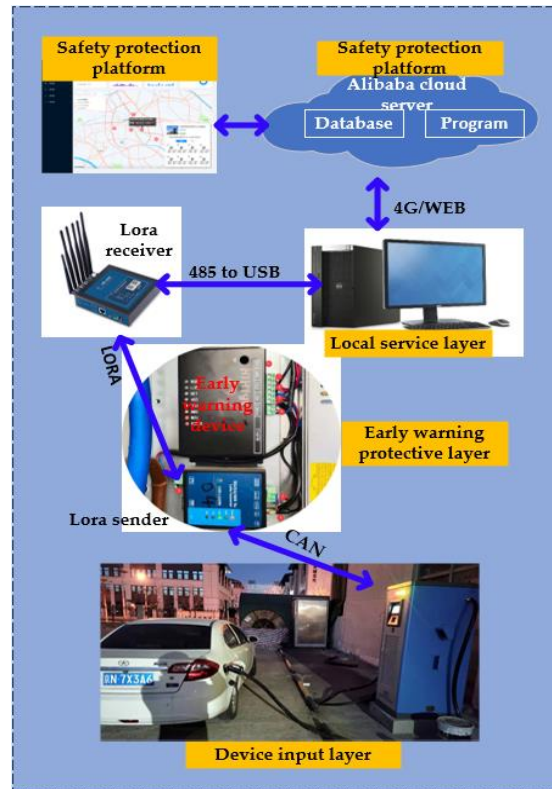 Safety protection
platform
Safety protection
platform
Alibaba cloud
server
Database
Program
4G/WEB
Lora
receiver
485 to USB
Local service layer
LORA
Early
warning
device
Early warning
protective layer
Lora sender
CAN
Device input layer